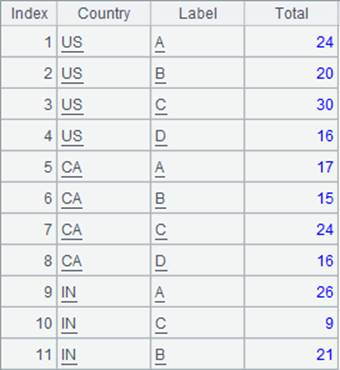 Index Country Label Total
1 US A 24
2 US B 20
3 US C 30
4 US D 16
5 CA A 17
6 CA B 15
7 CA C 24
8 CA D 16
9 IN A 26
10 IN C 9
11 IN B 21